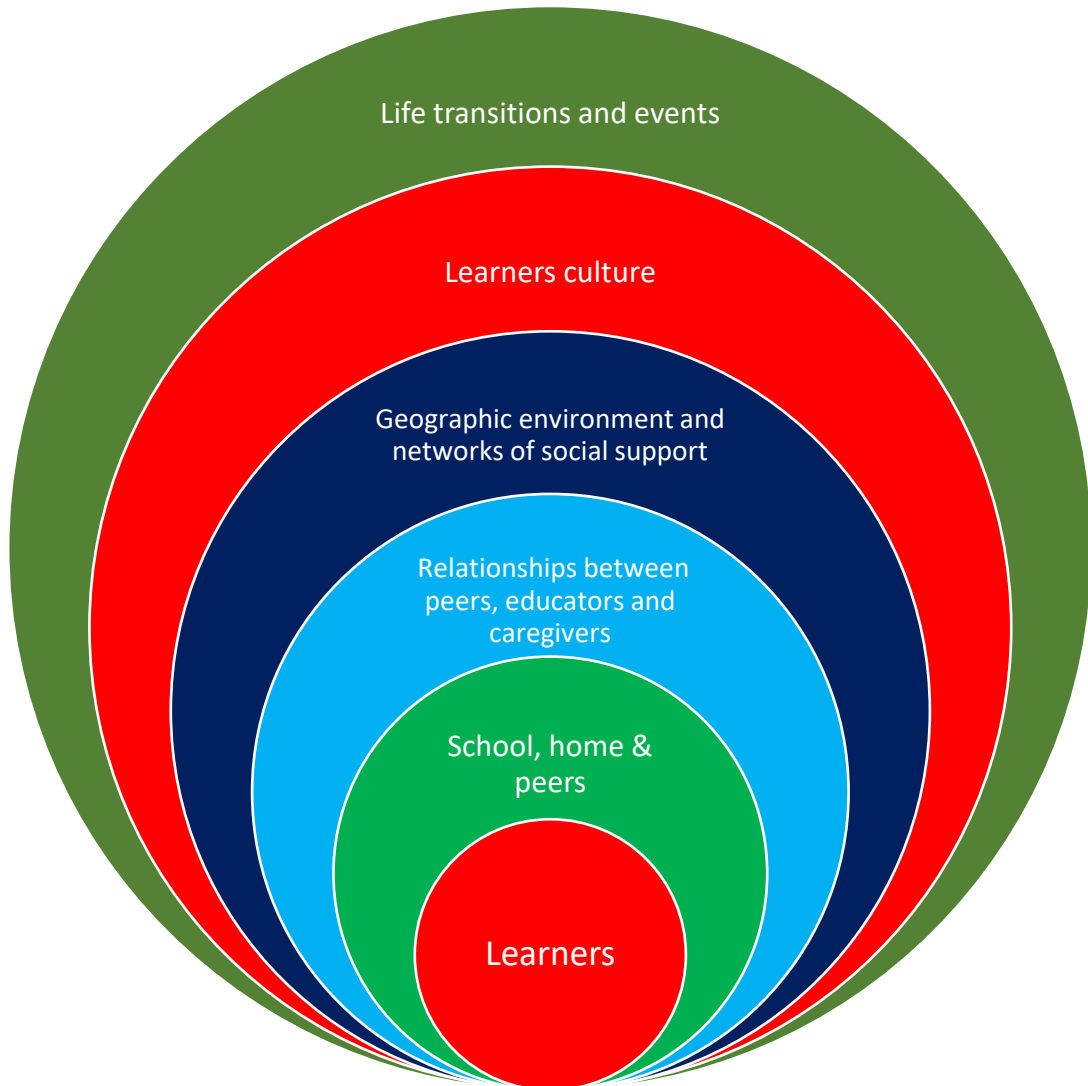 Life transitions and events
Learners culture
Geographic environment and
networks of social support
Relationships between
peers, educators and
caregivers
School, home &
peers
Learners